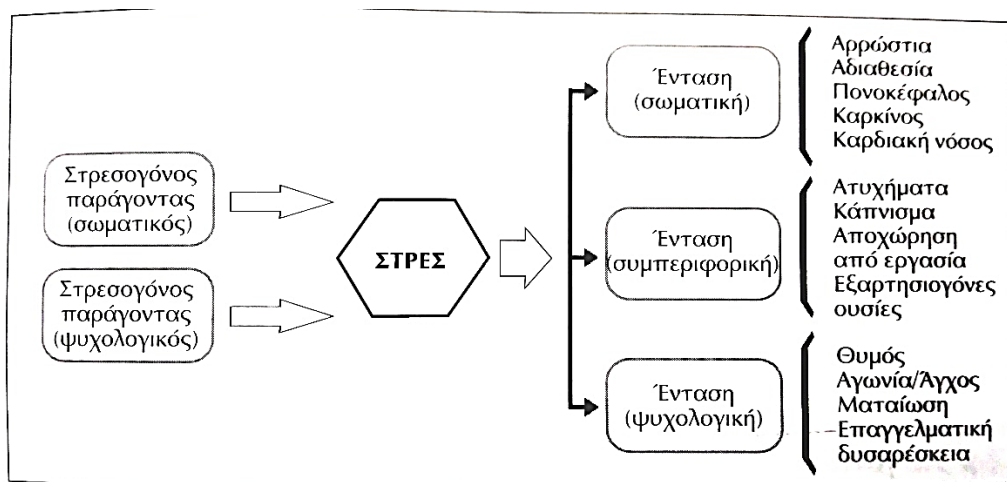 Στρεσογόνος
παράγοντας
(σωματικός)
Στρεσογόνος
παράγοντας
(ψυχολογικός)
ΣΤΡΕΣ
Ένταση
(σωματική)
Αρρώστια
Αδιαθεσία
Πονοκέφαλος
Καρκίνος
Καρδιακή νόσος
Ένταση
(συμπεριφορική)
Ατυχήματα
Κάπνισμα
Αποχώρηση
από εργασία
Εξαρτησιογόνες
ουσίες
Ένταση
(ψυχολογική)
Θυμός
Αγωνία/Άγχος
Ματαίωση
Επαγγελματική
δυσαρέσκεια